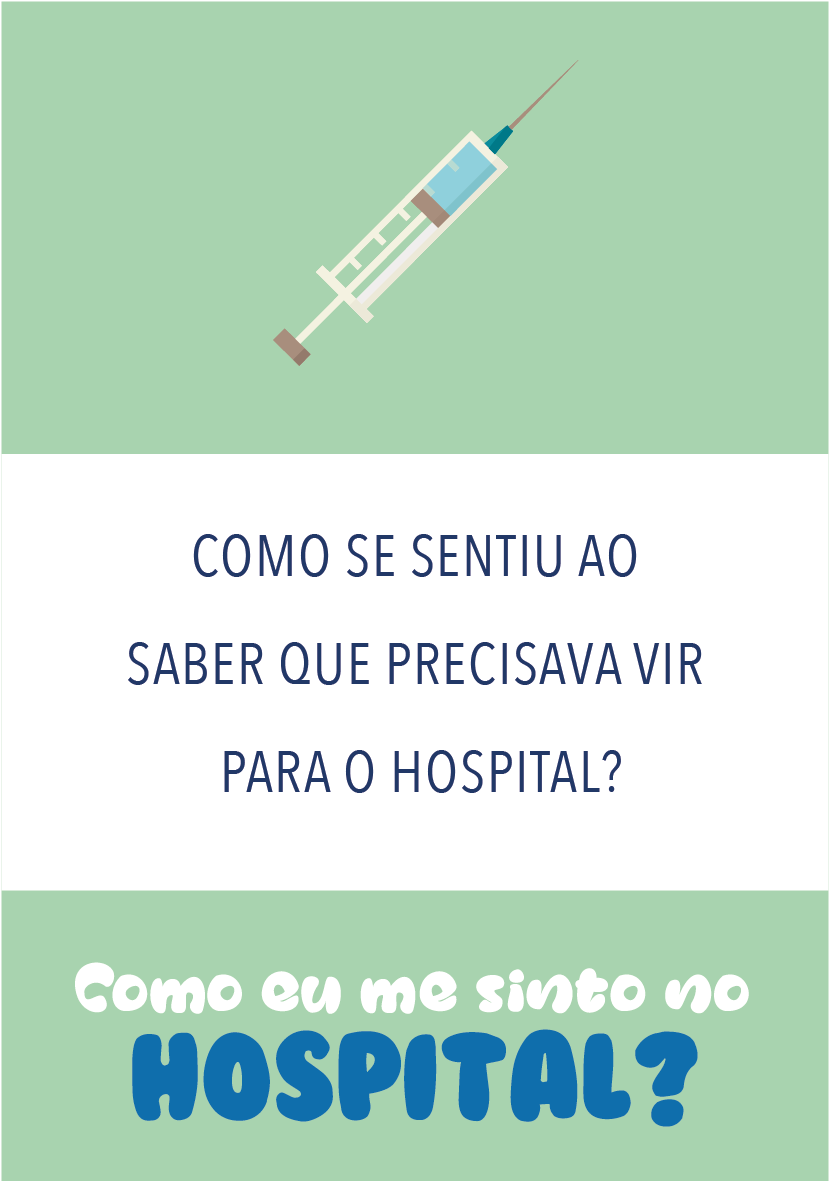 COMO SE SENTIU AO
SABER QUE PRECISAVA VIR
PARA O HOSPITAL?
Como eu me sinto no
HOSPITAL?